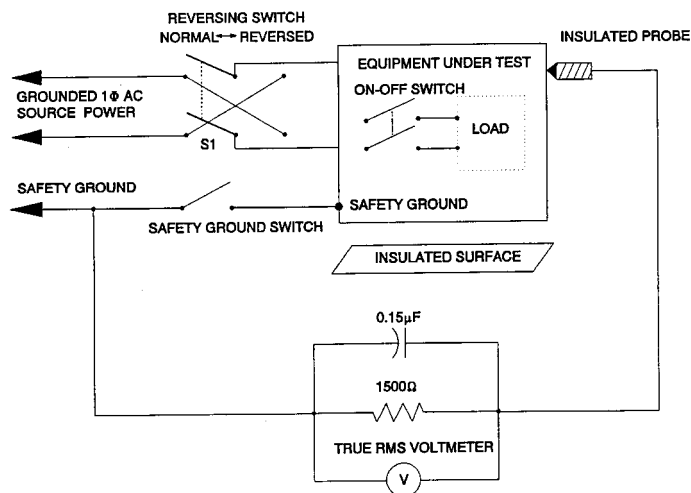 REVERSING SWITCH
NORMAL↔REVERSED
INSULATED PROBE
EQUIPMENT UNDER TEST
GROUNDED 1Φ AC
SOURCE POWER
ON-OFF SWITCH
LOAD
S1
SAFETY GROUND
SAFETY GROUND
SAFETY GROUND SWITCH
INSULATED SURFACE
0.15µF
1500Ω
TRUE RMS VOLTMETER
V